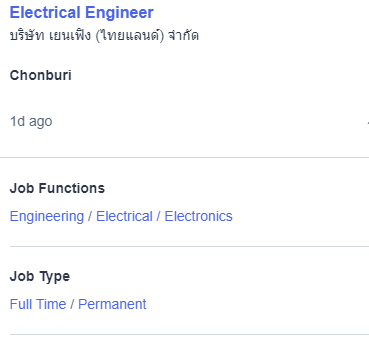 Electrical Engineer
บริษัท เยนเฟิง (ไทยแลนด์) จำกัด
Chonburi
1d ago
Job Functions
Engineering / Electrical / Electronics
Job Type
Full Time / Permanent